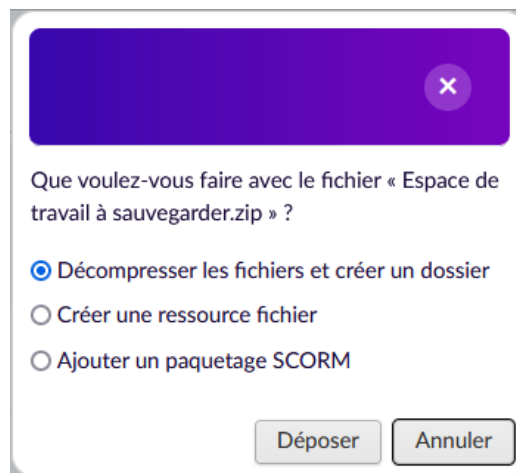 Que voulez-vous faire avec le fichier « Espace de
travail à sauvegarder.zip » ?
Décompresser les fichiers et créer un dossier
Créer une ressource fichier
Ajouter un paquetage SCORM
Déposer Annuler